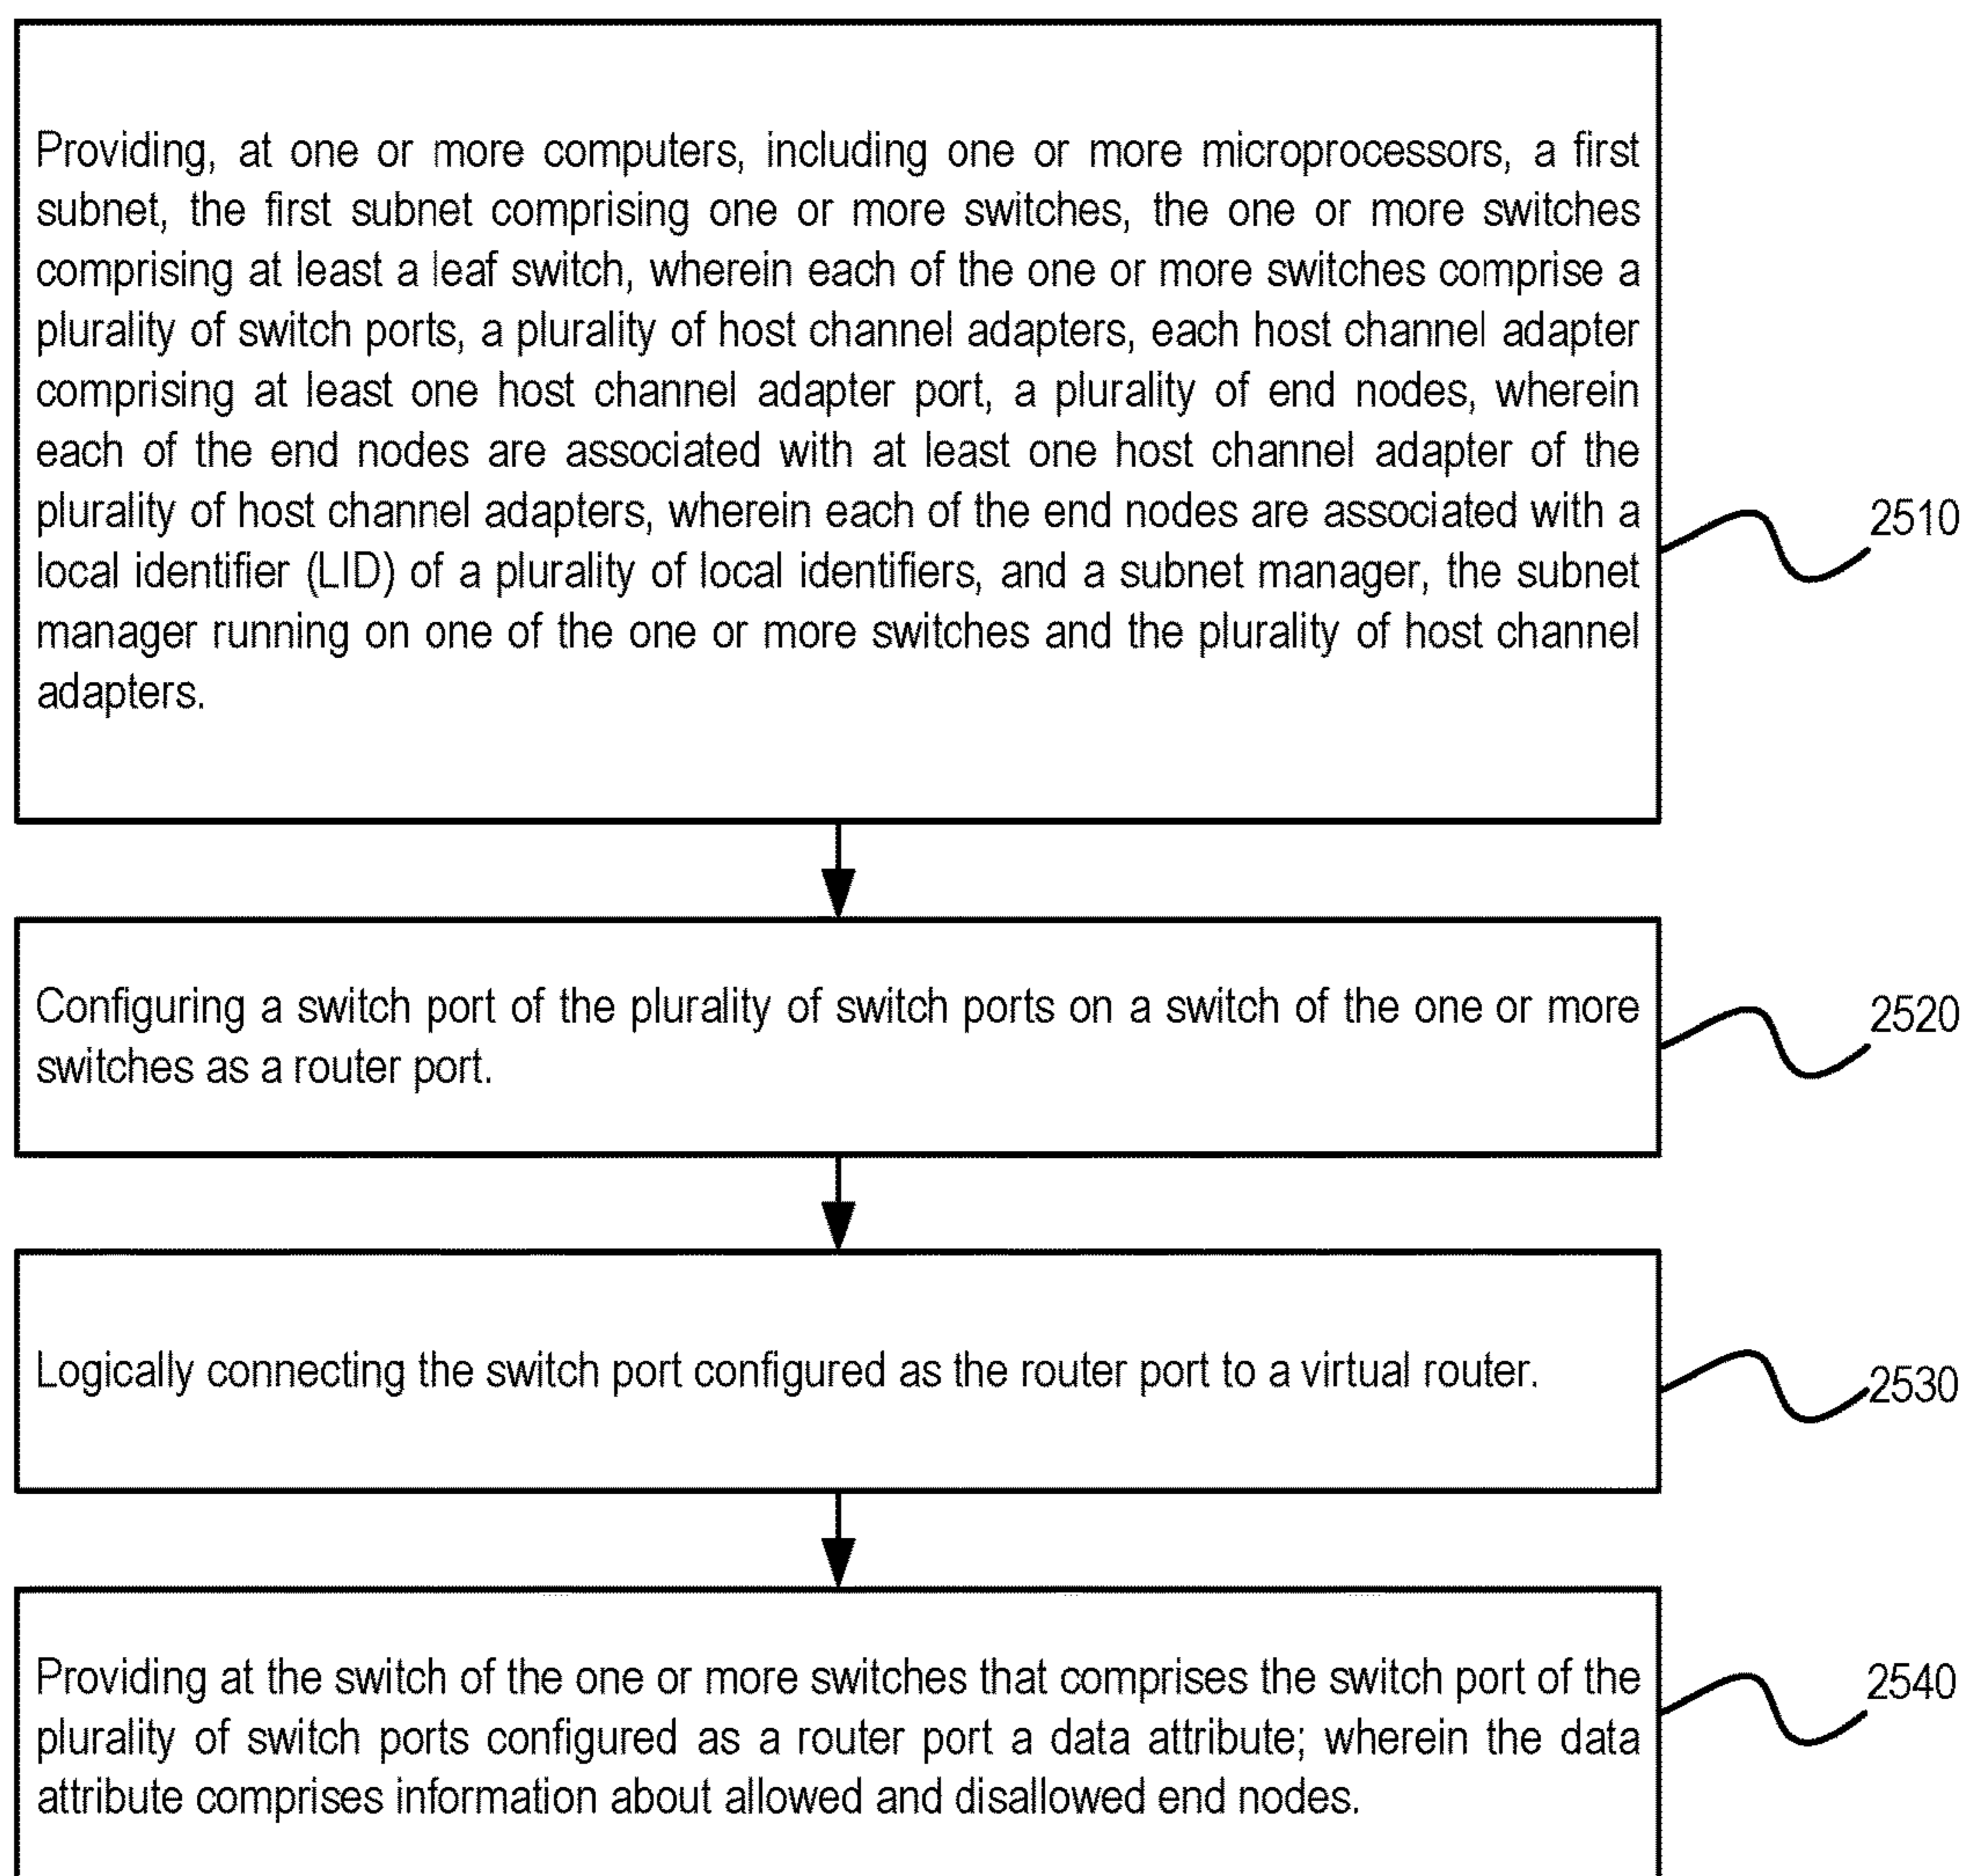 Providing, at one or more computers, including one or more microprocessors, a first
subnet, the first subnet comprising one or more switches, the one or more switches
comprising at least a leaf switch, wherein each of the one or more switches comprise a
plurality of switch ports, a plurality of host channel adapters, each host channel adapter
comprising at least one host channel adapter port, a plurality of end nodes, wherein
each of the end nodes are associated with at least one host channel adapter of the
plurality of host channel adapters, wherein each of the end nodes are associated with a
local identifier (LID) of a plurality of local identifiers, and a subnet manager, the subnet
manager running on one of the one or more switches and the plurality of host channel
adapters.
2510
Configuring a switch port of the plurality of switch ports on a switch of the one or more
switches as a router port.
2520
Logically connecting the switch port configured as the router port to a virtual router.
2530
Providing at the switch of the one or more switches that comprises the switch port of the
plurality of switch ports configured as a router port a data attribute; wherein the data
attribute comprises information about allowed and disallowed end nodes.
2540